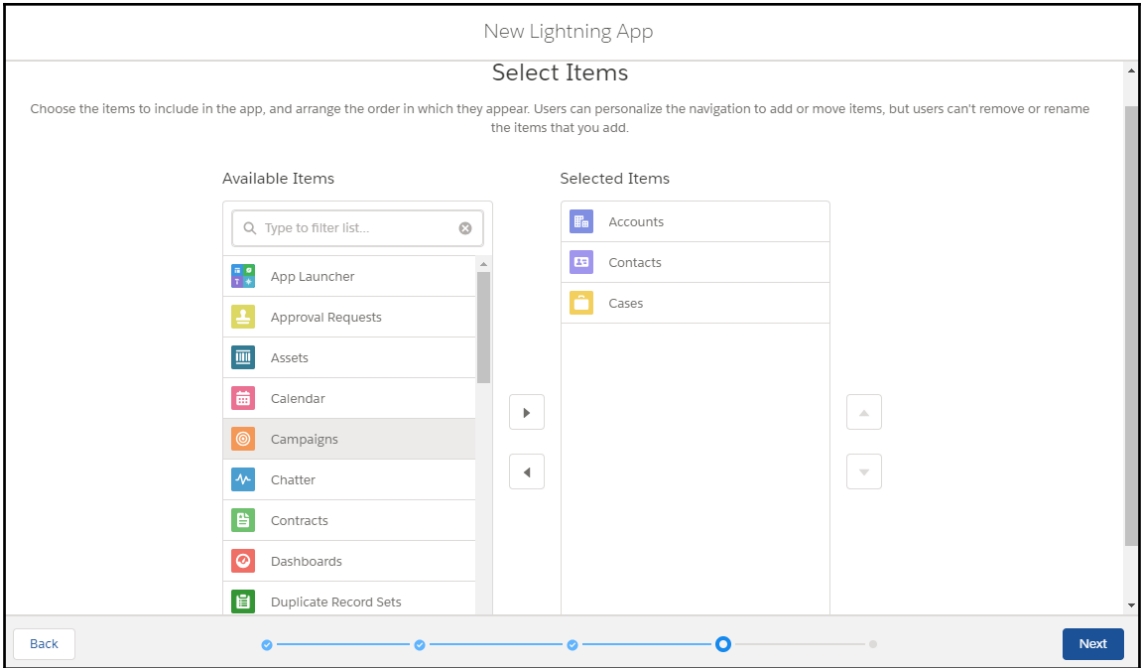 New Lightning App
Select Items
Choose the items to include in the app, and arrange the order in which they appear. Users can personalize the navigation to add or move items, but users can't remove or rename
the items that you add.
Available Items
Selected Items
Type to filter list...
Accounts
Contacts
Cases
App Launcher
Approval Requests
Assets
Calendar
Campaigns
Chatter
Contracts
Dashboards
Duplicate Record Sets
Back
Next